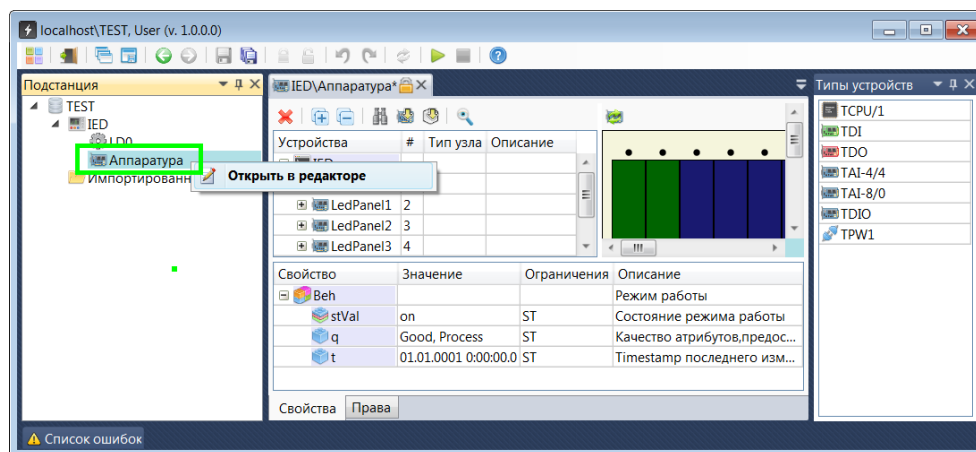 localhost\TEST, User (v. 1.0.0.0)
Подстанция
TEST
IED
LD0
Аппаратура
Импортированн
Открыть в редакторе
IED\Аппаратура*
Устройства # Тип узла Описание
IED
LedPanel1 2
LedPanel2 3
LedPanel3 4
Свойство Значение Ограничения Описание
Beh Режим работы
stVal on ST Состояние режима работы
q Good, Process ST Качество атрибутов,предос...
t 01.01.0001 0:00:00.0 ST Timestamp последнего изм...
Свойства Права
Типы устройств
TCPU/1
TDI
TDO
TAI-4/4
TAI-8/0
TDIO
TPW1
Список ошибок